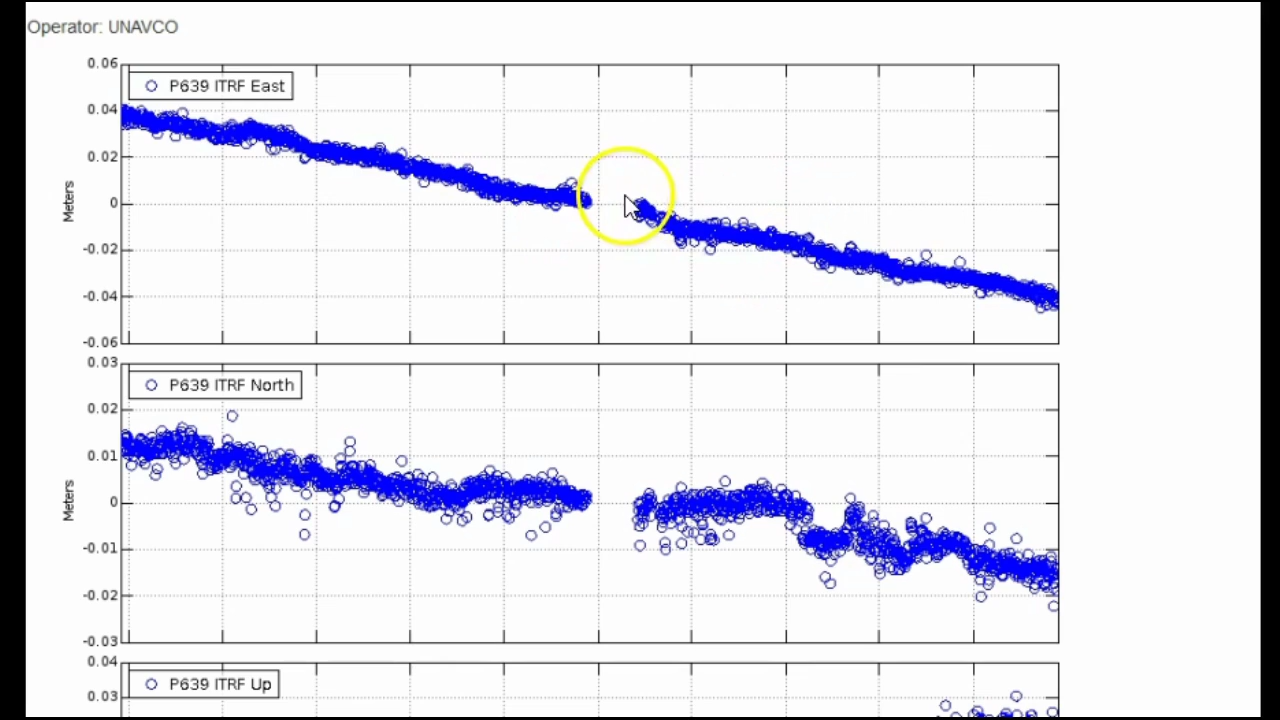 Operator: UNAVCO
0.06
P639 ITRF East
0.04
0.02
0
-0.02
-0.04
-0.06
Meters
0.03
P639 ITRF North
0.02
0.01
0
-0.01
-0.02
-0.03
Meters
0.04
P639 ITRF Up
0.03